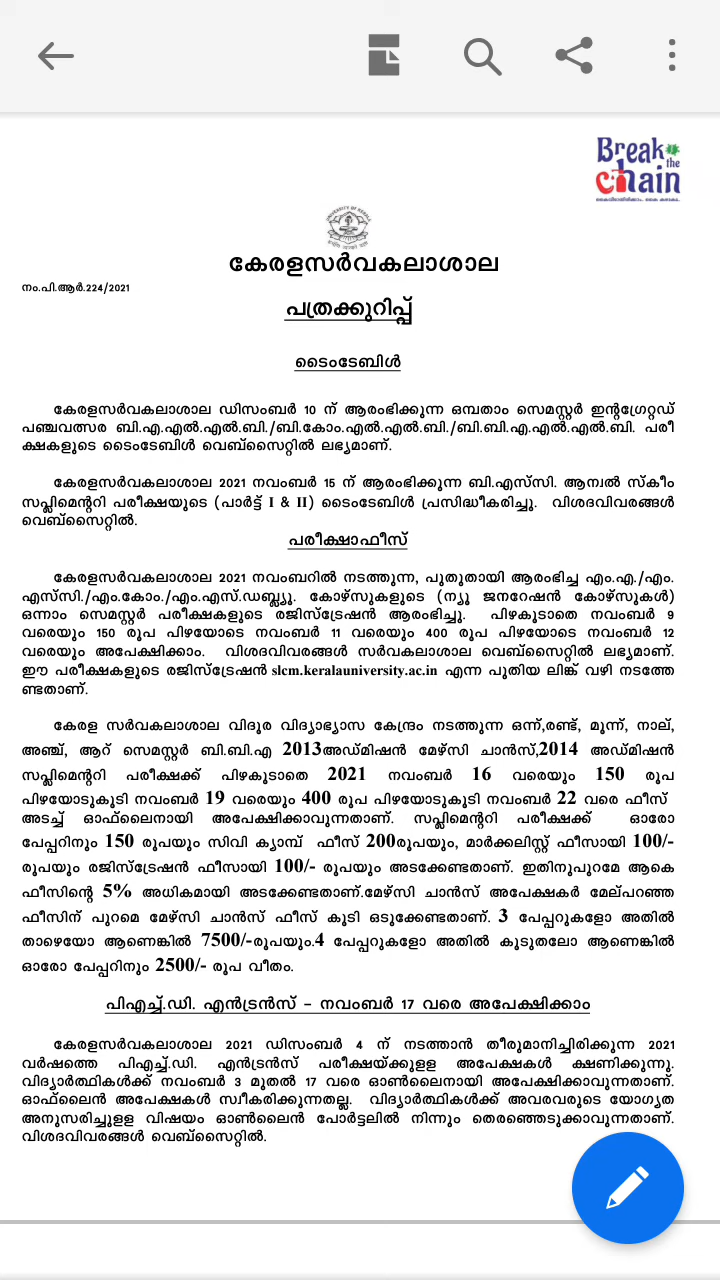 Break
the
chain
കേരളസർവകലാശാല
നം.പി.ആർ.224/2021
പത്രക്കുറിപ്പ്
ടൈംടേബിൾ
കേരളസർവകലാശാല ഡിസംബർ 10 ന് ആരംഭിക്കുന്ന ഒമ്പതാം സെമസ്റ്റർ ഇന്റഗ്രേറ്റഡ്
പഞ്ചവത്സര ബി.എ.എൽ.എൽ.ബി./ബി.കോം.എൽ.എൽ.ബി./ബി.ബി.എ.എൽ.എൽ.ബി. പരീ
ക്ഷകളുടെ ടൈംടേബിൾ വെബ്സൈറ്റിൽ ലഭ്യമാണ്.
കേരളസർവകലാശാല 2021 നവംബർ 15 ന് ആരംഭിക്കുന്ന ബി.എസ്സി. ആന്വൽ സ്കീം
സപ്ലിമെന്ററി പരീക്ഷയുടെ (പാർട്ട് I & II) ടൈംടേബിൾ പ്രസിദ്ധീകരിച്ചു. വിശദവിവരങ്ങൾ
വെബ്സൈറ്റിൽ.
പരീക്ഷാഫീസ്
കേരളസർവകലാശാല 2021 നവംബറിൽ നടത്തുന്ന, പുതുതായി ആരംഭിച്ച എം.എ./എം.
എസ്സി./എം.കോം./എം.എസ്.ഡബ്ല്യൂ. കോഴ്സുകളുടെ (ന്യൂ ജനറേഷൻ കോഴ്സുകൾ)
ഒന്നാം സെമസ്റ്റർ പരീക്ഷകളുടെ രജിസ്ട്രേഷൻ ആരംഭിച്ചു. പിഴകൂടാതെ നവംബർ 9
വരെയും 150 രൂപ പിഴയോടെ നവംബർ 11 വരെയും 400 രൂപ പിഴയോടെ നവംബർ 12
വരെയും അപേക്ഷിക്കാം. വിശദവിവരങ്ങൾ സർവകലാശാല വെബ്സൈറ്റിൽ ലഭ്യമാണ്.
ഈ പരീക്ഷകളുടെ രജിസ്ട്രേഷൻ slcm.keralauniversity.ac.in എന്ന പുതിയ ലിങ്ക് വഴി നടത്തേ
ണ്ടതാണ്.
കേരള സർവകലാശാല വിദൂര വിദ്യാഭ്യാസ കേന്ദ്രം നടത്തുന്ന ഒന്ന്,രണ്ട്, മൂന്ന്, നാല്,
അഞ്ച്, ആറ് സെമസ്റ്റർ ബി.ബി.എ 2013അഡ്മിഷൻ മേഴ്സി ചാൻസ്,2014 അഡ്മിഷൻ
സപ്ലിമെന്ററി പരീക്ഷക്ക് പിഴകൂടാതെ 2021 നവംബർ 16 വരെയും 150 രൂപ
പിഴയോടുകൂടി നവംബർ 19 വരെയും 400 രൂപ പിഴയോടുകൂടി നവംബർ 22 വരെ ഫീസ്
അടച്ച് ഓഫ്ലൈനായി അപേക്ഷിക്കാവുന്നതാണ്. സപ്ലിമെന്ററി പരീക്ഷക്ക് ഓരോ
പേപ്പറിനും 150 രൂപയും സിവി ക്യാമ്പ് ഫീസ് 200രൂപയും, മാർക്കലിസ്റ്റ് ഫീസായി 100/-
രൂപയും രജിസ്ട്രേഷൻ ഫീസായി 100/- രൂപയും അടക്കേണ്ടതാണ്. ഇതിനുപുറമേ ആകെ
ഫീസിന്റെ 5% അധികമായി അടക്കേണ്ടതാണ്.മേഴ്സി ചാൻസ് അപേക്ഷകർ മേല്പറഞ്ഞ
ഫീസിന് പുറമെ മേഴ്സി ചാൻസ് ഫീസ് കൂടി ഒടുക്കേണ്ടതാണ്. 3 പേപ്പറുകളോ അതിൽ
താഴെയോ ആണെങ്കിൽ 7500/-രൂപയും.4 പേപ്പറുകളോ അതിൽ കൂടുതലോ ആണെങ്കിൽ
ഓരോ പേപ്പറിനും 2500/- രൂപ വീതം.
പിഎച്ച്.ഡി. എൻട്രൻസ് – നവംബർ 17 വരെ അപേക്ഷിക്കാം
കേരളസർവകലാശാല 2021 ഡിസംബർ 4 ന് നടത്താൻ തീരുമാനിച്ചിരിക്കുന്ന 2021
വർഷത്തെ പിഎച്ച്.ഡി. എൻട്രൻസ് പരീക്ഷയ്ക്കുളള അപേക്ഷകൾ ക്ഷണിക്കുന്നു.
വിദ്യാർത്ഥികൾക്ക് നവംബർ 3 മുതൽ 17 വരെ ഓൺലൈനായി അപേക്ഷിക്കാവുന്നതാണ്.
ഓഫ്ലൈൻ അപേക്ഷകൾ സ്വീകരിക്കുന്നതല്ല. വിദ്യാർത്ഥികൾക്ക് അവരവരുടെ യോഗ്യത
അനുസരിച്ചുളള വിഷയം ഓൺലൈൻ പോർട്ടലിൽ നിന്നും തെരഞ്ഞെടുക്കാവുന്നതാണ്.
വിശദവിവരങ്ങൾ വെബ്സൈറ്റിൽ.